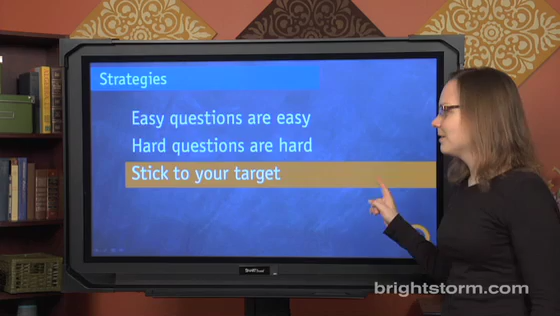 Strategies
Easy questions are easy
Hard questions are hard
Stick to your target
brightstorm.com